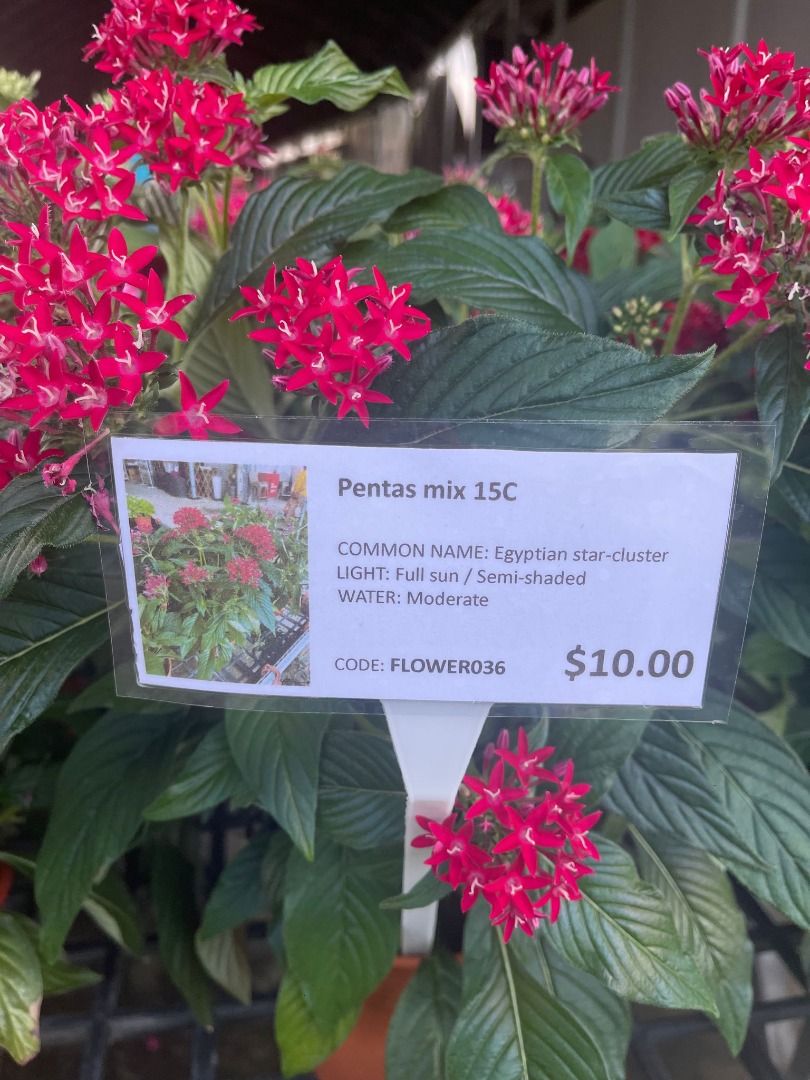 Pentas mix 15C
COMMON NAME: Egyptian star-cluster
LIGHT: Full sun / Semi-shaded
WATER: Moderate
CODE: FLOWER036
$10.00